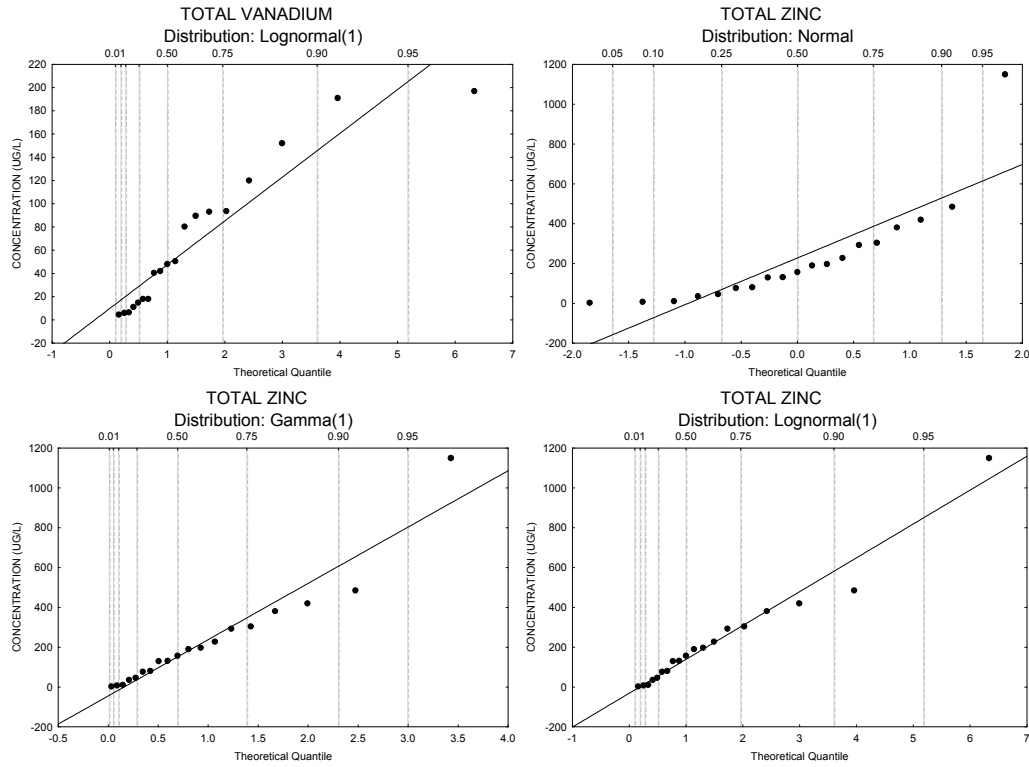 TOTAL VANADIUM
Distribution: Lognormal(1)
0.01 0.25 0.50 0.75 0.90 0.95
220
200
180
160
140
120
100
80
60
40
20
0
-20
CONCENTRATION (UG/L)
-1 0 1 2 3 4 5 6 7
Theoretical Quantile
TOTAL ZINC
Distribution: Normal
0.05 0.10 0.25 0.50 0.75 0.90 0.95
1200
1000
800
600
400
200
0
-200
CONCENTRATION (UG/L)
-2.0 -1.5 -1.0 -0.5 0.0 0.5 1.0 1.5 2.0
Theoretical Quantile
TOTAL ZINC
Distribution: Gamma(1)
0.01 0.25 0.50 0.75 0.90 0.95
1200
1000
800
600
400
200
0
-200
CONCENTRATION (UG/L)
-0.5 0.0 0.5 1.0 1.5 2.0 2.5 3.0 3.5 4.0
Theoretical Quantile
TOTAL ZINC
Distribution: Lognormal(1)
0.01 0.25 0.50 0.75 0.90 0.95
1200
1000
800
600
400
200
0
-200
CONCENTRATION (UG/L)
-1 0 1 2 3 4 5 6 7
Theoretical Quantile